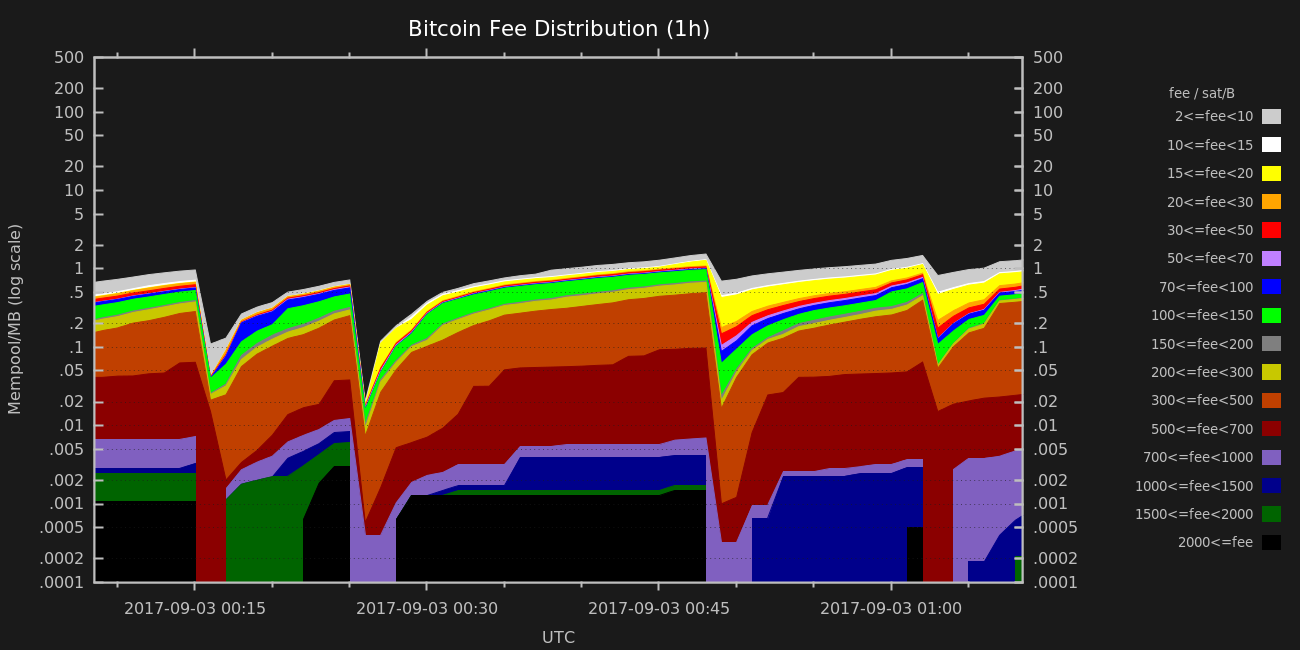 Bitcoin Fee Distribution (1h)
Mempool/MB (log scale)
500 500
200 200
100 100
50 50
20 20
10 10
5 5
2 2
1 1
.5 .5
.2 .2
.1 .1
.05 .05
.02 .02
.01 .01
.005 .005
.002 .002
.001 .001
.0005 .0005
.0002 .0002
.0001 .0001
2017-09-03 00:15 2017-09-03 00:30 2017-09-03 00:45 2017-09-03 01:00
UTC
fee / sat/B
2<=fee<10
10<=fee<15
15<=fee<20
20<=fee<30
30<=fee<50
50<=fee<70
70<=fee<100
100<=fee<150
150<=fee<200
200<=fee<300
300<=fee<500
500<=fee<700
700<=fee<1000
1000<=fee<1500
1500<=fee<2000
2000<=fee